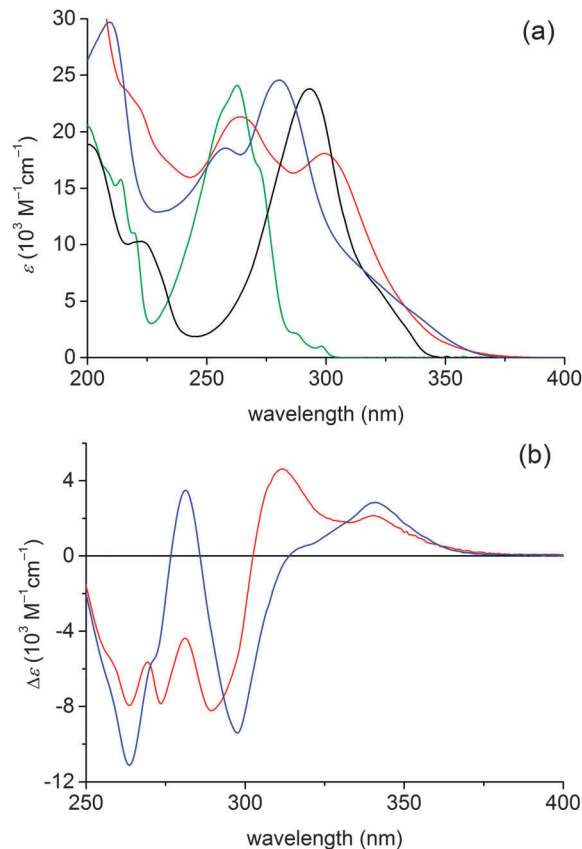 (a)
30
25
20
15
10
5
0
ε (10³ M⁻¹cm⁻¹)
200 250 300 350 400
wavelength (nm)
(b)
4
0
-4
-8
-12
Δε (10³ M⁻¹cm⁻¹)
250 300 350 400
wavelength (nm)